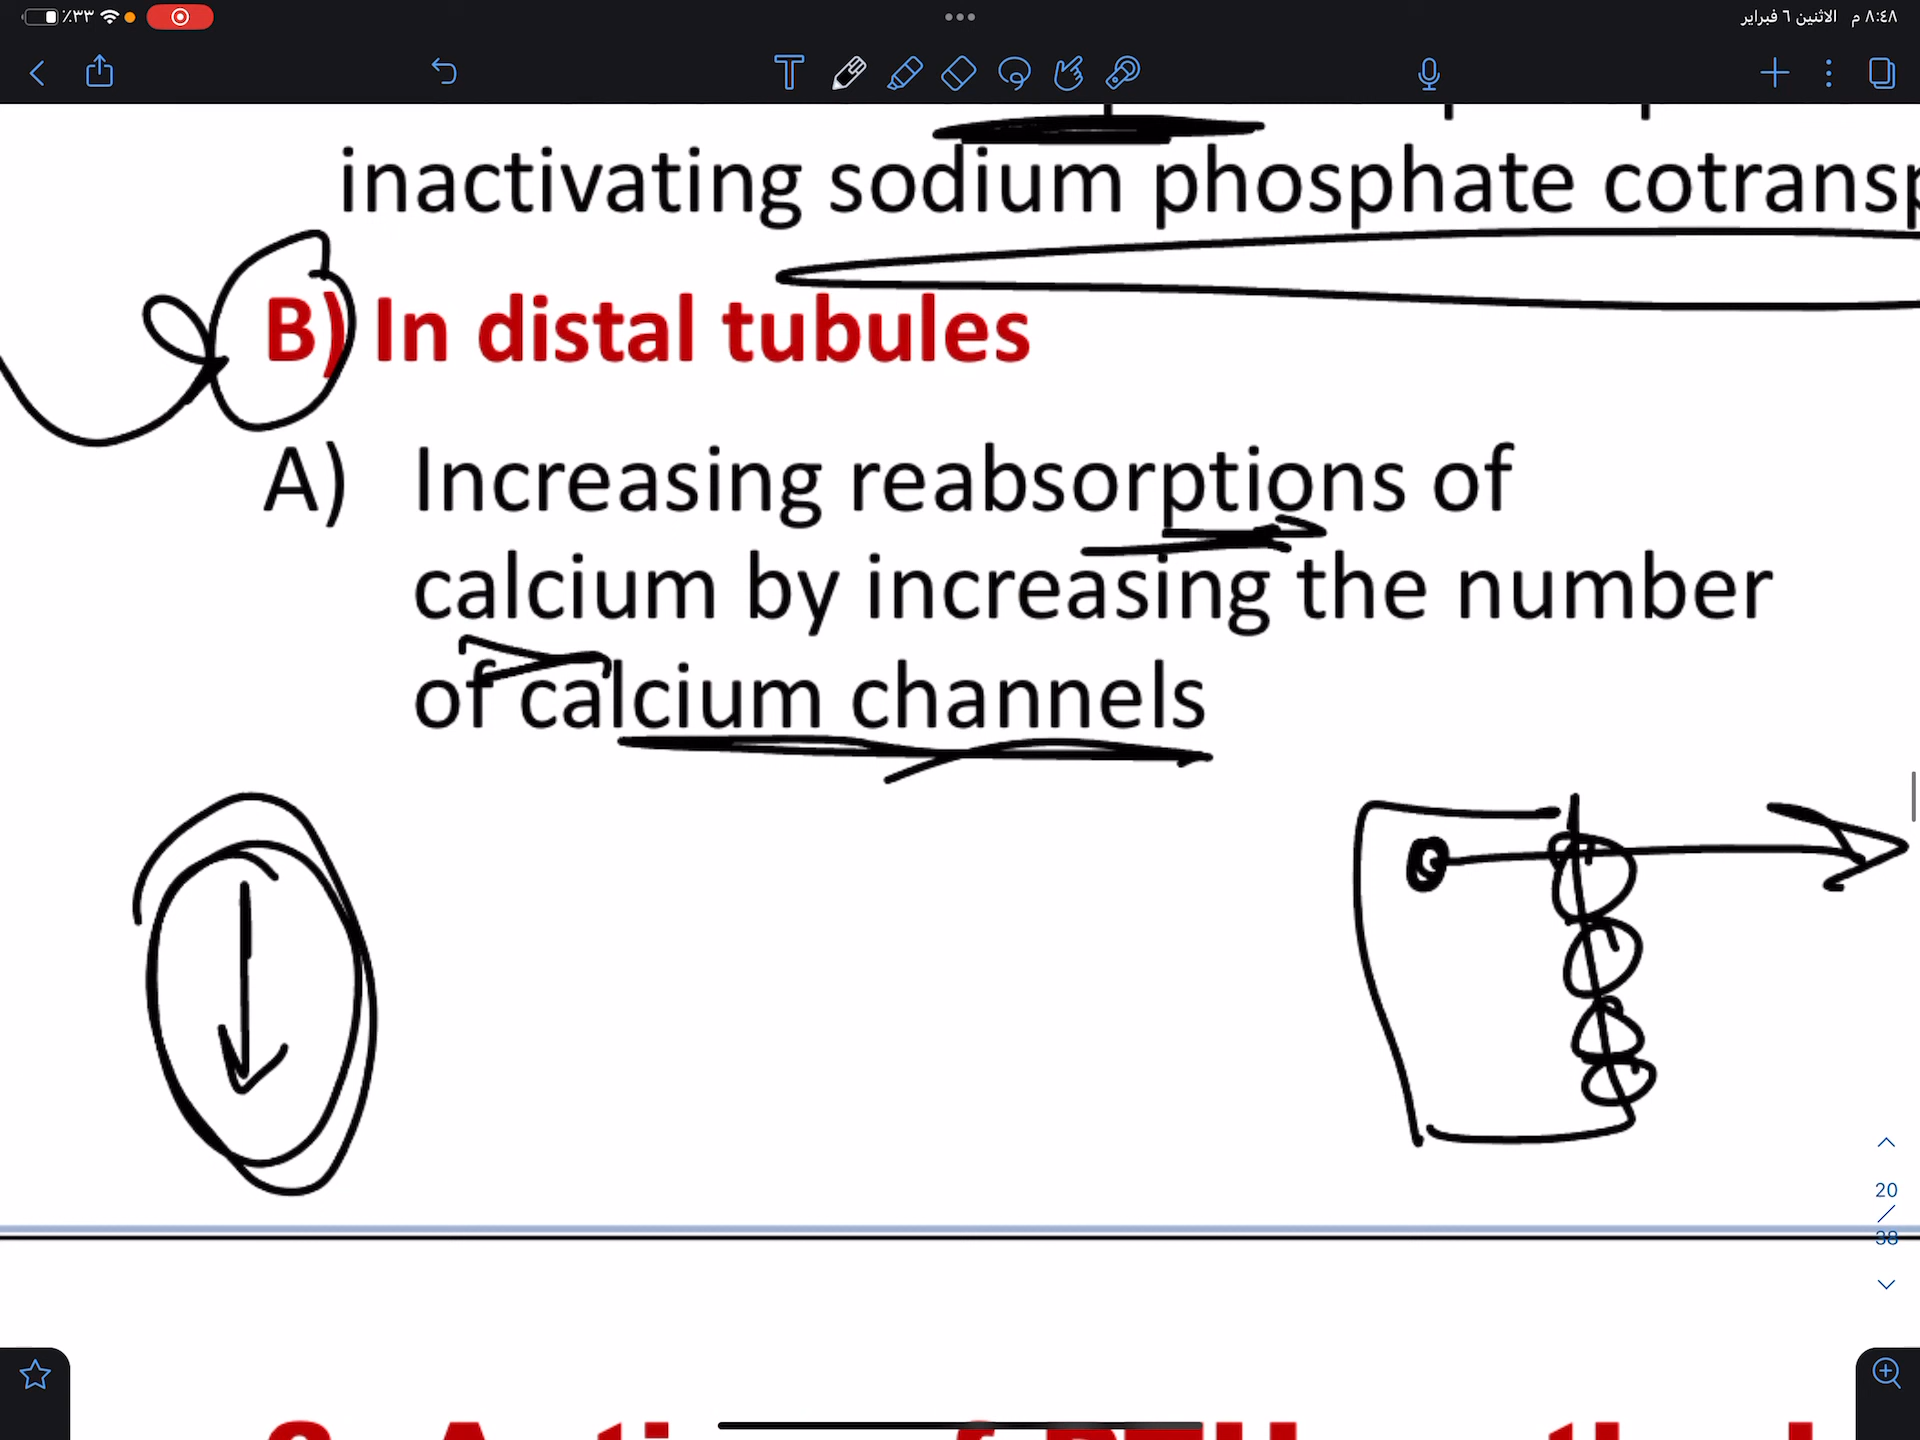 ٪٣٣
٨:٤٨ م الاثنين ٦ فبراير
inactivating sodium phosphate cotransp
B) In distal tubules
A) Increasing reabsorptions of
calcium by increasing the number
of calcium channels
20
38